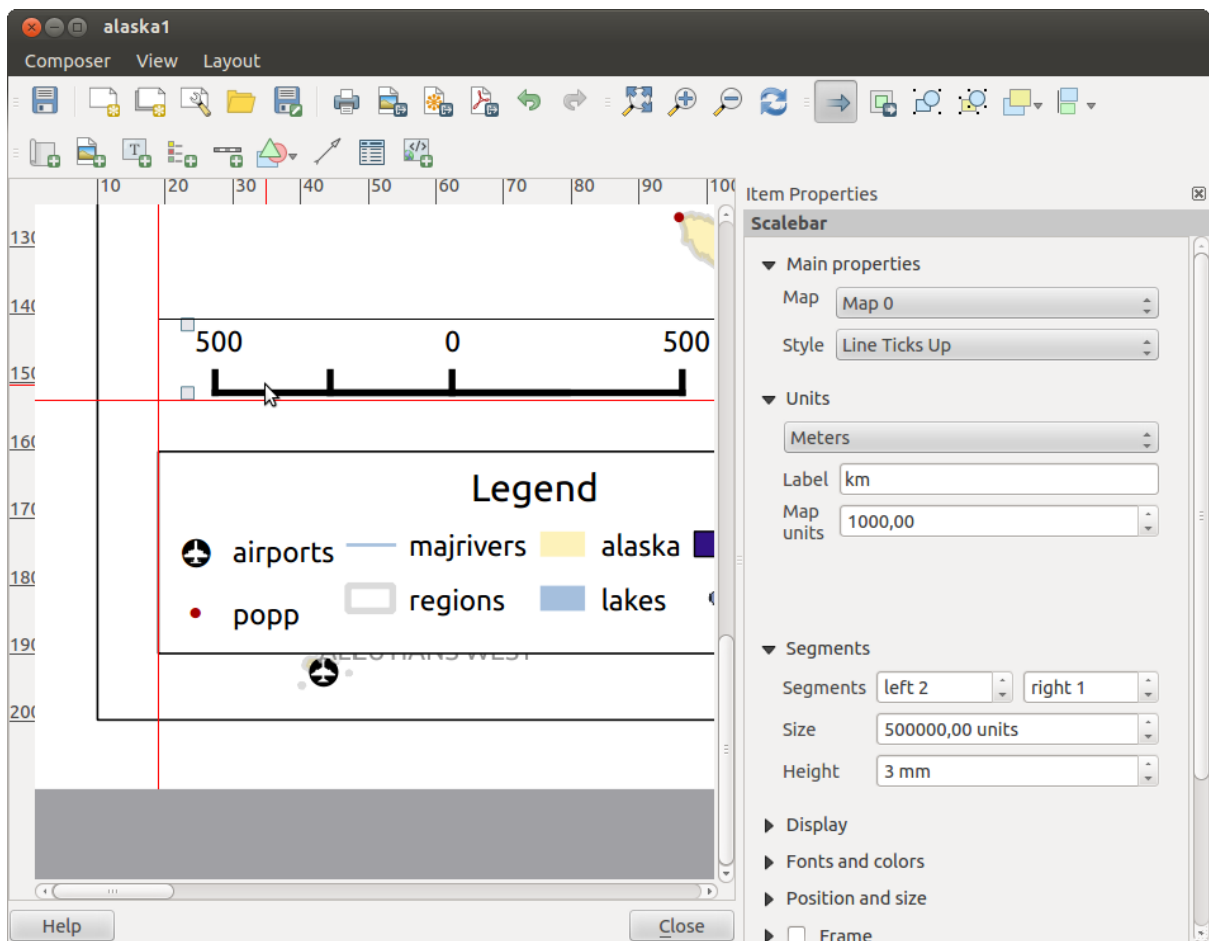 alaska1
Composer View Layout
10 20 30 40 50 60 70 80 90 100
Item Properties
Scalebar
130
140
150
160
170
180
190
200
500 0 500
Legend
airports majrivers alaska
popp regions lakes
Main properties
Map Map 0
Style Line Ticks Up
Units
Meters
Label km
Map units 1000,00
Segments
Segments left 2 right 1
Size 500000,00 units
Height 3 mm
Display
Fonts and colors
Position and size
Frame
Help Close